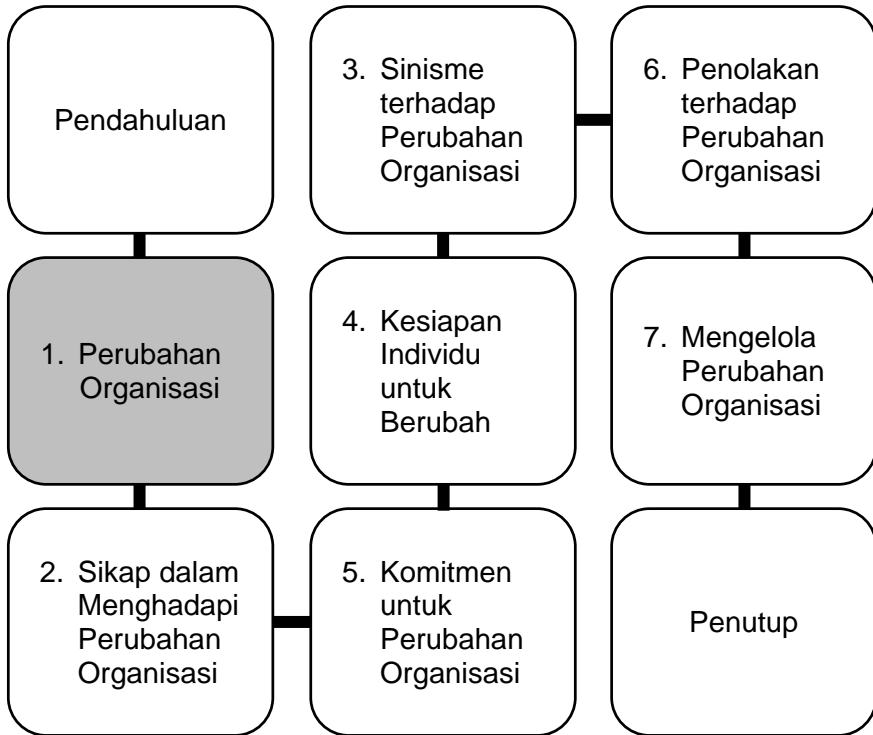 Pendahuluan
1. Perubahan
Organisasi
2. Sikap dalam
Menghadapi
Perubahan
Organisasi
3. Sinisme
terhadap
Perubahan
Organisasi
4. Kesiapan
Individu
untuk
Berubah
5. Komitmen
untuk
Perubahan
Organisasi
6. Penolakan
terhadap
Perubahan
Organisasi
7. Mengelola
Perubahan
Organisasi
Penutup